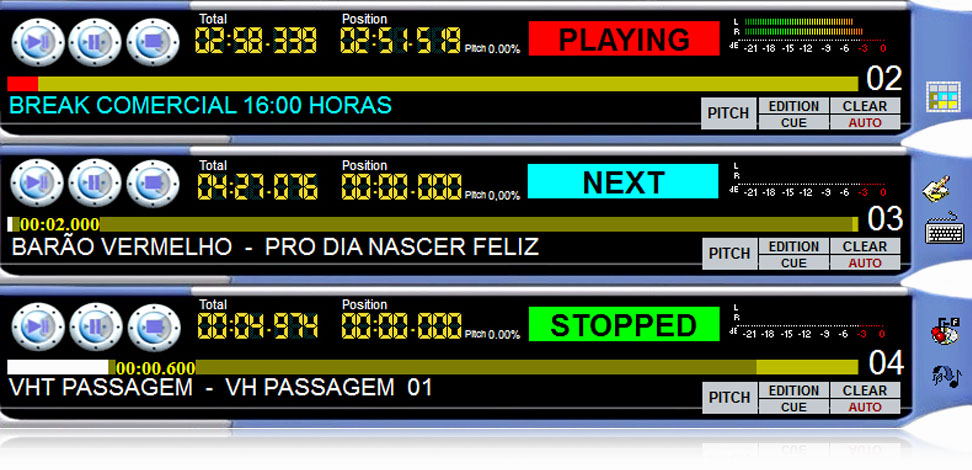 Total Position
02:58.339 02:51.519 Pitch 0.00% PLAYING
L
R
dE -21 -18 -15 -12 -9 -6 -3 0
02
BREAK COMERCIAL 16:00 HORAS
PITCH EDITION CLEAR
CUE AUTO
Total Position
04:27.076 00:00.000 Pitch 0,00% NEXT
L
R
dE -21 -18 -15 -12 -9 -6 -3 0
00:02.000 03
BARÃO VERMELHO - PRO DIA NASCER FELIZ
PITCH EDITION CLEAR
CUE AUTO
Total Position
00:04.974 00:00.000 Pitch 0.00% STOPPED
L
R
dE -21 -18 -15 -12 -9 -6 -3 0
00:00.600 04
VHT PASSAGEM - VH PASSAGEM 01
PITCH EDITION CLEAR
CUE AUTO